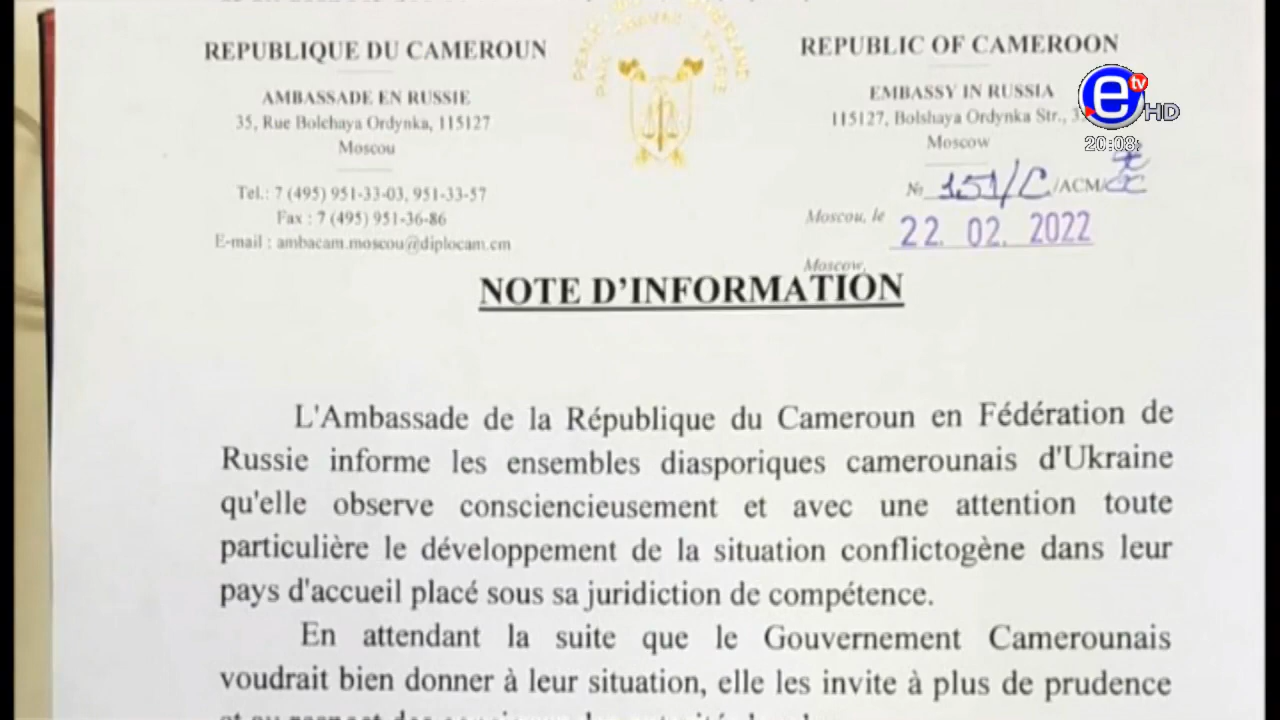 REPUBLIQUE DU CAMEROUN
AMBASSADE EN RUSSIE
35, Rue Bolchaya Ordynka, 115127
Moscou
Tel.: 7 (495) 951-33-03, 951-33-57
Fax : 7 (495) 951-36-86
E-mail : ambacam.moscou@diplocam.cm
REPUBLIC OF CAMEROON
EMBASSY IN RUSSIA
115127, Bolshaya Ordynka Str.,
Moscow
№ 151/C/ACM/
Moscou, le
22. 02. 2022
Moscow,
e tv HD
20:08
NOTE D'INFORMATION
L'Ambassade de la République du Cameroun en Fédération de
Russie informe les ensembles diasporiques camerounais d'Ukraine
qu'elle observe consciencieusement et avec une attention toute
particulière le développement de la situation conflictogène dans leur
pays d'accueil placé sous sa juridiction de compétence.
En attendant la suite que le Gouvernement Camerounais
voudrait bien donner à leur situation, elle les invite à plus de prudence